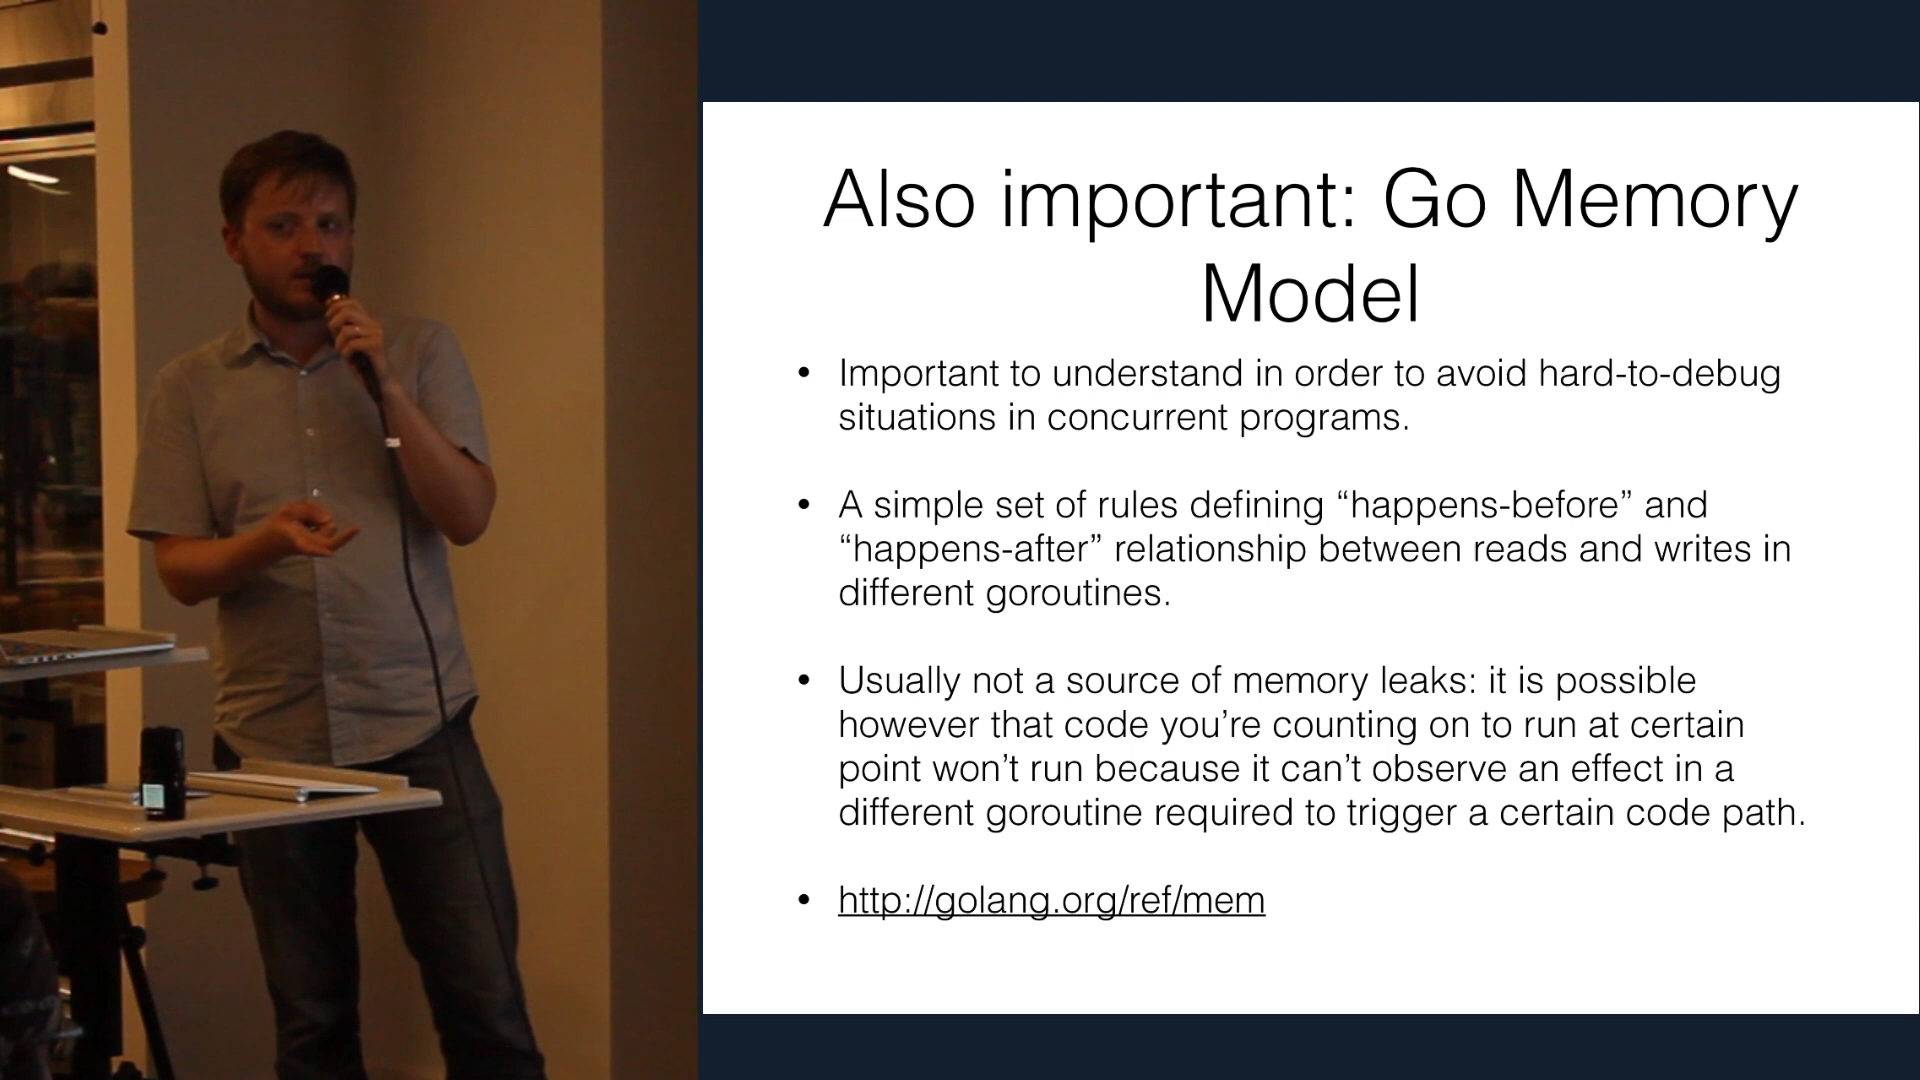 Also important: Go Memory
Model
• Important to understand in order to avoid hard-to-debug
situations in concurrent programs.
• A simple set of rules defining “happens-before” and
“happens-after” relationship between reads and writes in
different goroutines.
• Usually not a source of memory leaks: it is possible
however that code you’re counting on to run at certain
point won’t run because it can’t observe an effect in a
different goroutine required to trigger a certain code path.
• http://golang.org/ref/mem